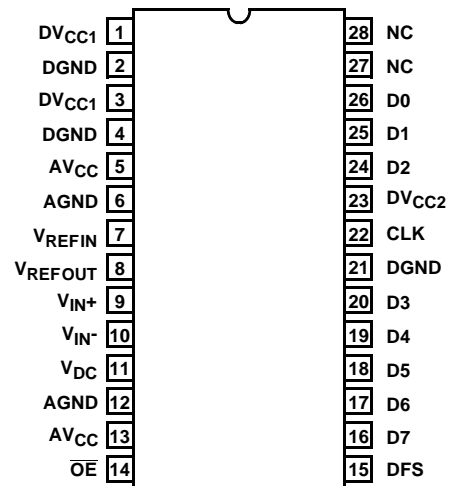 DVCC1 1 28 NC
DGND 2 27 NC
DVCC1 3 26 D0
DGND 4 25 D1
AVCC 5 24 D2
AGND 6 23 DVCC2
VREFIN 7 22 CLK
VREFOUT 8 21 DGND
VIN+ 9 20 D3
VIN- 10 19 D4
VDC 11 18 D5
AGND 12 17 D6
AVCC 13 16 D7
OE 14 15 DFS